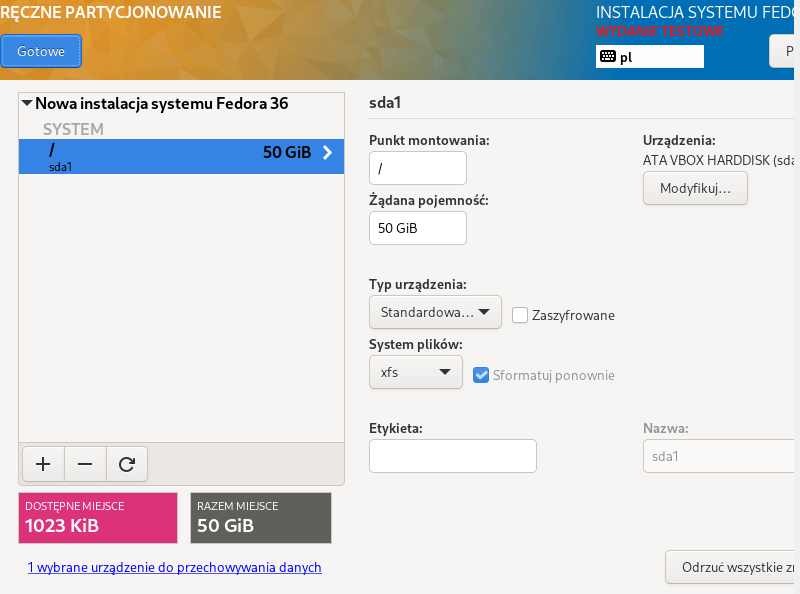 RĘCZNE PARTYCJONOWANIE
INSTALACJA SYSTEMU FEDO
WYDANIE TESTOWE
Gotowe
pl
P
Nowa instalacja systemu Fedora 36
SYSTEM
/ 50 GiB
sda1
sda1
Punkt montowania:
/
Urządzenia:
ATA VBOX HARDDISK (sda
Modyfikuj...
Żądana pojemność:
50 GiB
Typ urządzenia:
Standardowa...
Zaszyfrowane
System plików:
xfs
Sformatuj ponownie
Etykieta:
Nazwa:
sda1
DOSTĘPNE MIEJSCE
1023 KiB
RAZEM MIEJSCE
50 GiB
1 wybrane urządzenie do przechowywania danych
Odrzuć wszystkie zm